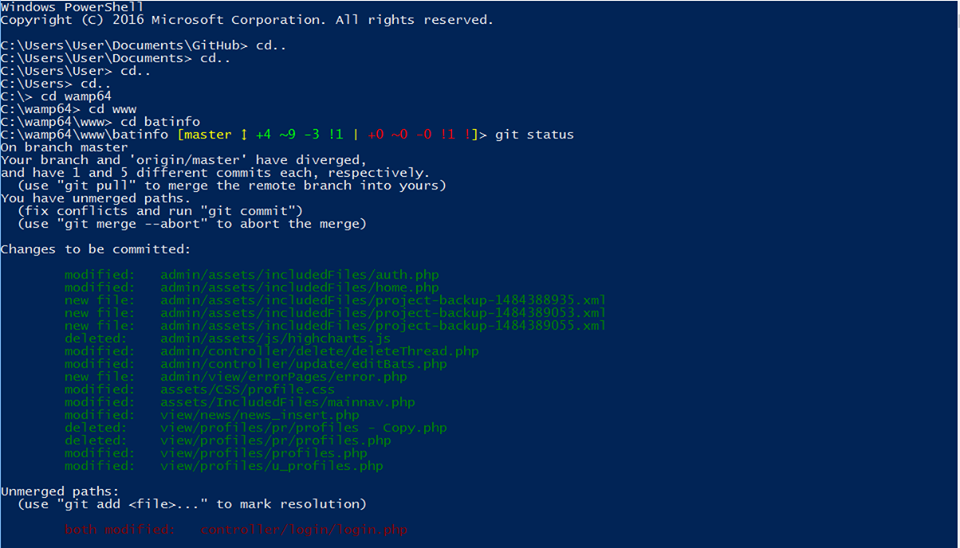 Windows PowerShell
Copyright (C) 2016 Microsoft Corporation. All rights reserved.
C:\Users\User\Documents\GitHub> cd..
C:\Users\User\Documents> cd..
C:\Users\User> cd..
C:\Users> cd..
C:\> cd wamp64
C:\wamp64> cd www
C:\wamp64\www> cd batinfo
C:\wamp64\www\batinfo [master ↕ +4 ~9 -3 !1 | +0 ~0 -0 !1 !]> git status
On branch master
Your branch and 'origin/master' have diverged,
and have 1 and 5 different commits each, respectively.
  (use "git pull" to merge the remote branch into yours)
You have unmerged paths.
  (fix conflicts and run "git commit")
  (use "git merge --abort" to abort the merge)
Changes to be committed:
        modified:   admin/assets/includedFiles/auth.php
        modified:   admin/assets/includedFiles/home.php
        new file:   admin/assets/includedFiles/project-backup-1484388935.xml
        new file:   admin/assets/includedFiles/project-backup-1484389053.xml
        new file:   admin/assets/includedFiles/project-backup-1484389055.xml
        deleted:    admin/assets/js/highcharts.js
        modified:   admin/controller/delete/deleteThread.php
        modified:   admin/controller/update/editBats.php
        new file:   admin/view/errorPages/error.php
        modified:   assets/CSS/profile.css
        modified:   assets/IncludedFiles/mainnav.php
        modified:   view/news/news_insert.php
        deleted:    view/profiles/pr/profiles - Copy.php
        deleted:    view/profiles/pr/profiles.php
        modified:   view/profiles/profiles.php
        modified:   view/profiles/u_profiles.php
Unmerged paths:
  (use "git add <file>..." to mark resolution)
        both modified:   controller/login/login.php